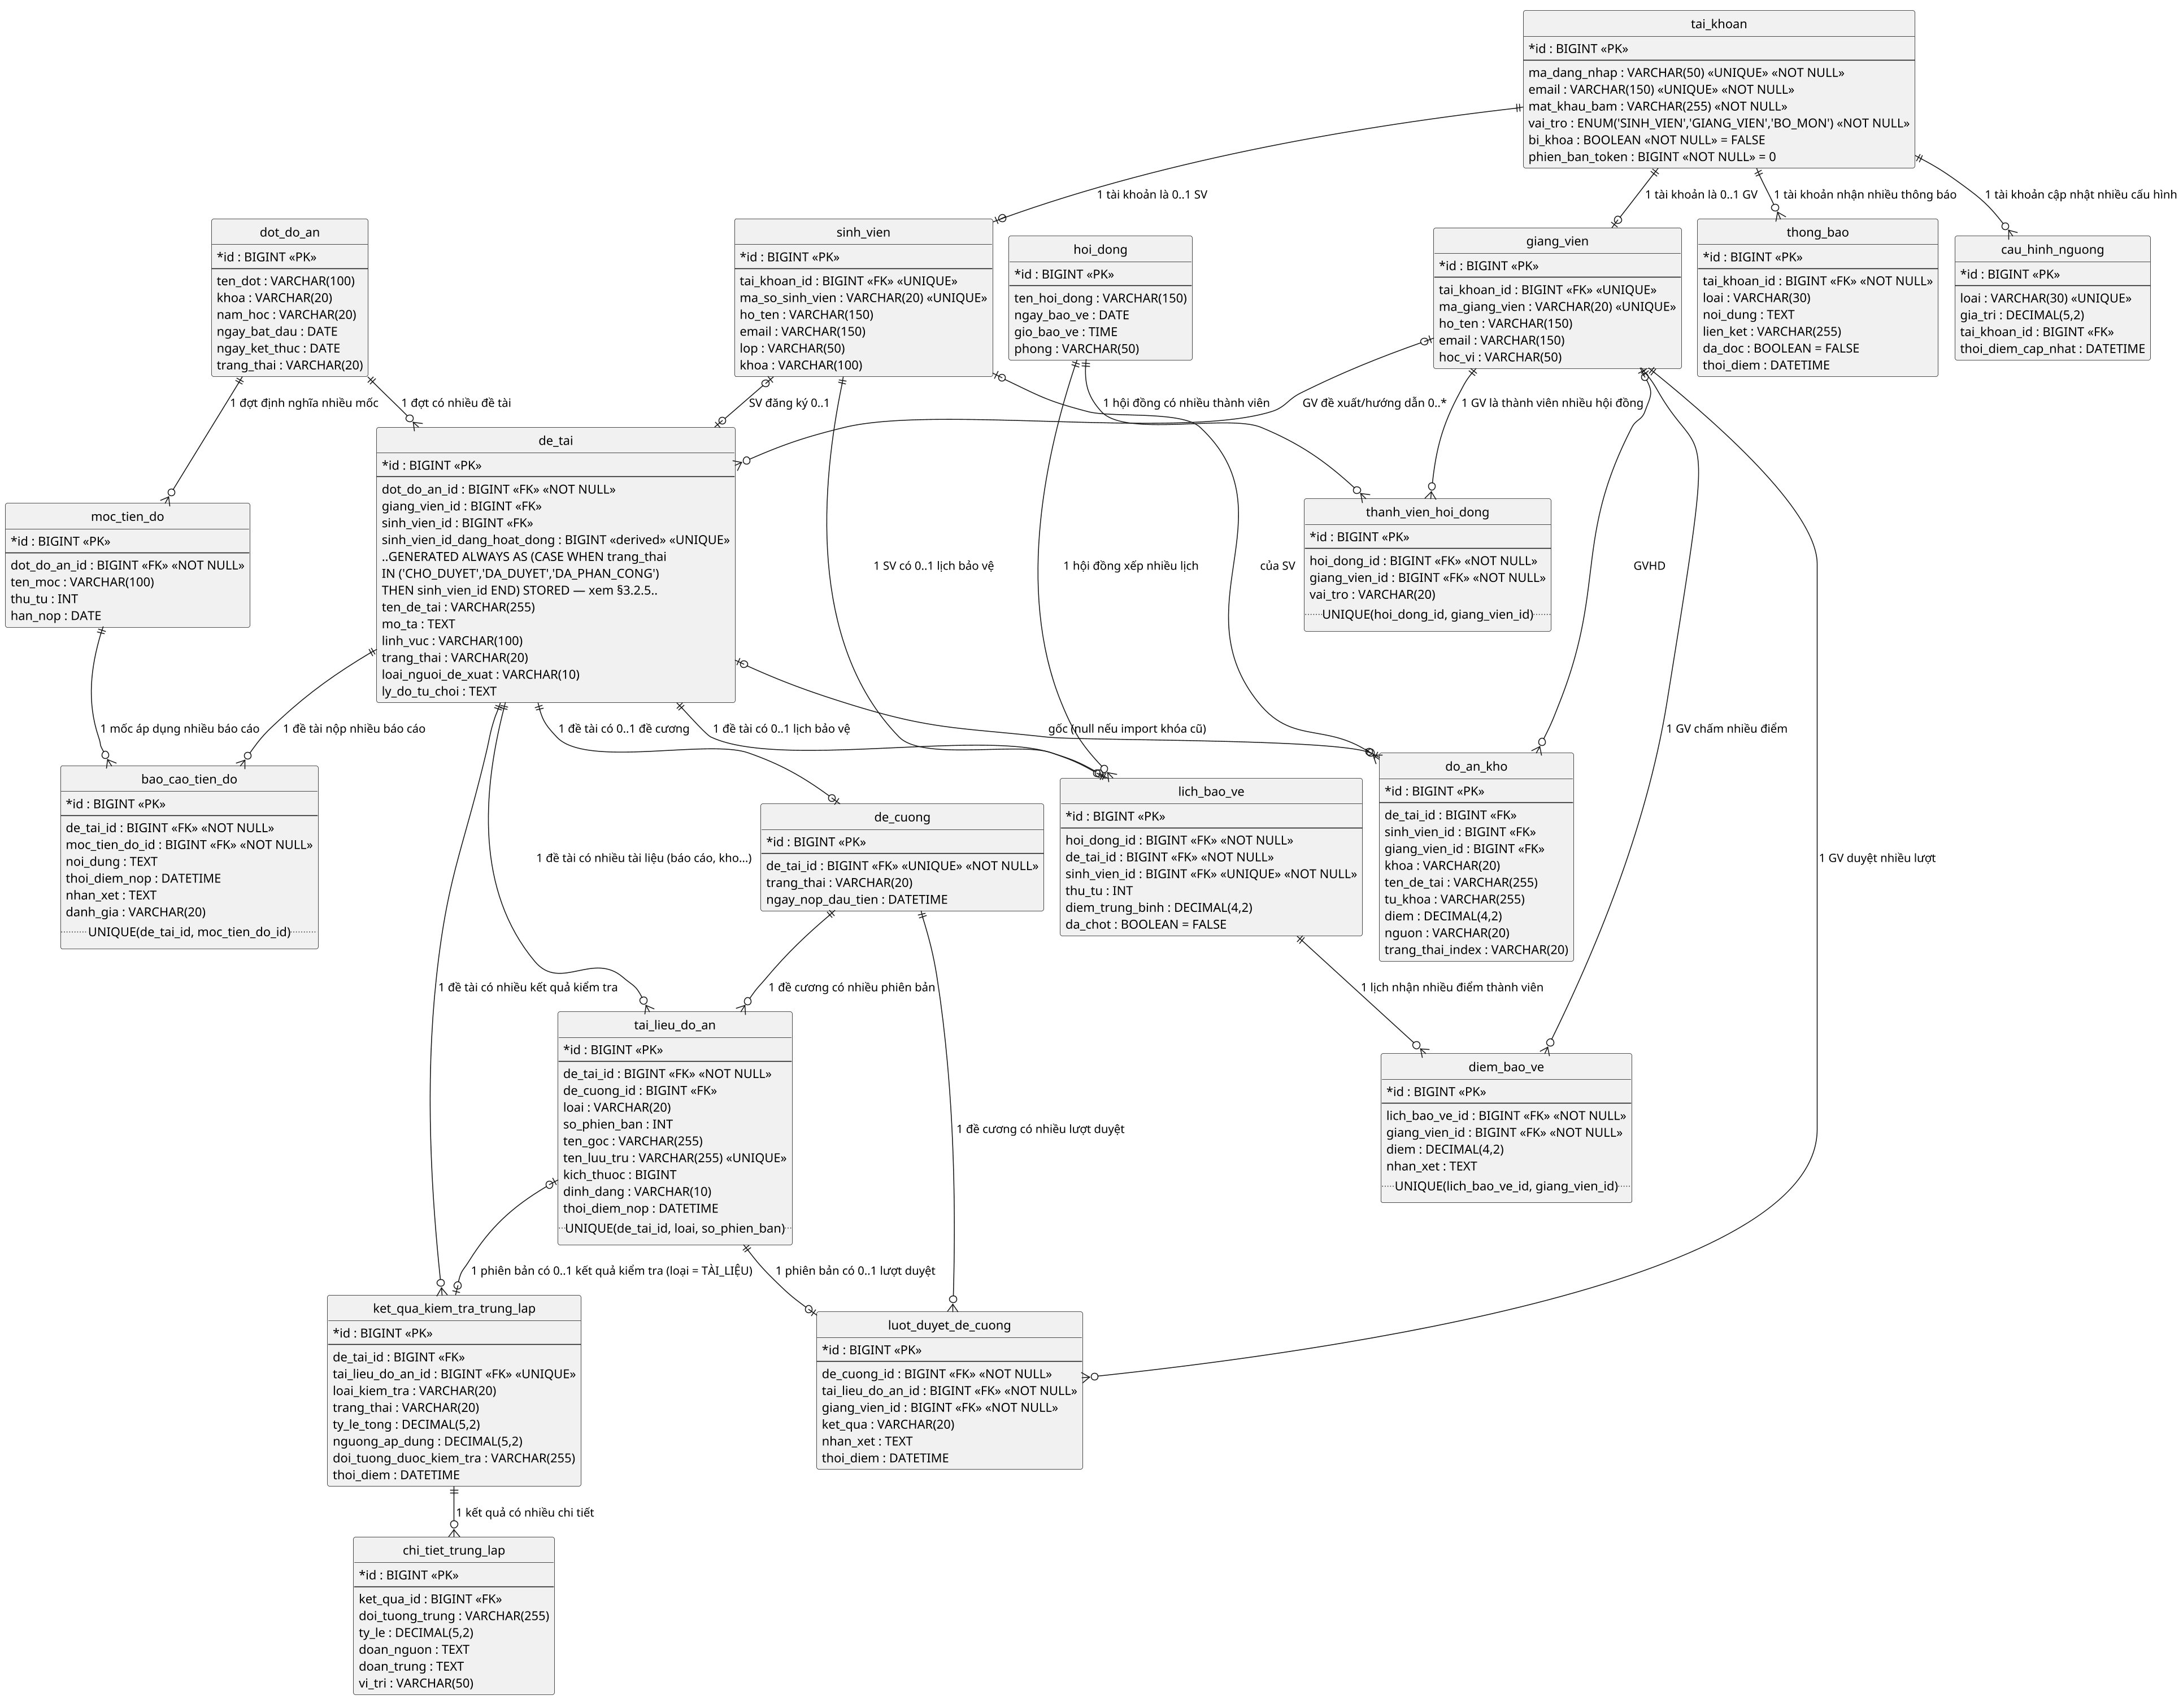 tai_khoan
*id : BIGINT «PK»
ma_dang_nhap : VARCHAR(50) «UNIQUE» «NOT NULL»
email : VARCHAR(150) «UNIQUE» «NOT NULL»
mat_khau_bam : VARCHAR(255) «NOT NULL»
vai_tro : ENUM('SINH_VIEN','GIANG_VIEN','BO_MON') «NOT NULL»
bi_khoa : BOOLEAN «NOT NULL» = FALSE
phien_ban_token : BIGINT «NOT NULL» = 0
1 tài khoản là 0..1 SV
1 tài khoản là 0..1 GV
1 tài khoản nhận nhiều thông báo
1 tài khoản cập nhật nhiều cấu hình
dot_do_an
*id : BIGINT «PK»
ten_dot : VARCHAR(100)
khoa : VARCHAR(20)
nam_hoc : VARCHAR(20)
ngay_bat_dau : DATE
ngay_ket_thuc : DATE
trang_thai : VARCHAR(20)
sinh_vien
*id : BIGINT «PK»
tai_khoan_id : BIGINT «FK» «UNIQUE»
ma_so_sinh_vien : VARCHAR(20) «UNIQUE»
ho_ten : VARCHAR(150)
email : VARCHAR(150)
lop : VARCHAR(50)
khoa : VARCHAR(100)
hoi_dong
*id : BIGINT «PK»
ten_hoi_dong : VARCHAR(150)
ngay_bao_ve : DATE
gio_bao_ve : TIME
phong : VARCHAR(50)
giang_vien
*id : BIGINT «PK»
tai_khoan_id : BIGINT «FK» «UNIQUE»
ma_giang_vien : VARCHAR(20) «UNIQUE»
ho_ten : VARCHAR(150)
email : VARCHAR(150)
hoc_vi : VARCHAR(50)
thong_bao
*id : BIGINT «PK»
tai_khoan_id : BIGINT «FK» «NOT NULL»
loai : VARCHAR(30)
noi_dung : TEXT
lien_ket : VARCHAR(255)
da_doc : BOOLEAN = FALSE
thoi_diem : DATETIME
cau_hinh_nguong
*id : BIGINT «PK»
loai : VARCHAR(30) «UNIQUE»
gia_tri : DECIMAL(5,2)
tai_khoan_id : BIGINT «FK»
thoi_diem_cap_nhat : DATETIME
1 đợt định nghĩa nhiều mốc
1 đợt có nhiều đề tài
SV đăng ký 0..1
1 hội đồng có nhiều thành viên
GV đề xuất/hướng dẫn 0..*
1 GV là thành viên nhiều hội đồng
de_tai
*id : BIGINT «PK»
dot_do_an_id : BIGINT «FK» «NOT NULL»
giang_vien_id : BIGINT «FK»
sinh_vien_id : BIGINT «FK»
sinh_vien_id_dang_hoat_dong : BIGINT «derived» «UNIQUE»
..GENERATED ALWAYS AS (CASE WHEN trang_thai
IN ('CHO_DUYET','DA_DUYET','DA_PHAN_CONG')
THEN sinh_vien_id END) STORED — xem §3.2.5..
ten_de_tai : VARCHAR(255)
mo_ta : TEXT
linh_vuc : VARCHAR(100)
trang_thai : VARCHAR(20)
loai_nguoi_de_xuat : VARCHAR(10)
ly_do_tu_choi : TEXT
moc_tien_do
*id : BIGINT «PK»
dot_do_an_id : BIGINT «FK» «NOT NULL»
ten_moc : VARCHAR(100)
thu_tu : INT
han_nop : DATE
thanh_vien_hoi_dong
*id : BIGINT «PK»
hoi_dong_id : BIGINT «FK» «NOT NULL»
giang_vien_id : BIGINT «FK» «NOT NULL»
vai_tro : VARCHAR(20)
UNIQUE(hoi_dong_id, giang_vien_id)
1 SV có 0..1 lịch bảo vệ
1 hội đồng xếp nhiều lịch
của SV
GVHD
1 mốc áp dụng nhiều báo cáo
1 đề tài nộp nhiều báo cáo
1 đề tài có 0..1 đề cương
1 đề tài có 0..1 lịch bảo vệ
gốc (null nếu import khóa cũ)
1 GV chấm nhiều điểm
bao_cao_tien_do
*id : BIGINT «PK»
de_tai_id : BIGINT «FK» «NOT NULL»
moc_tien_do_id : BIGINT «FK» «NOT NULL»
noi_dung : TEXT
thoi_diem_nop : DATETIME
nhan_xet : TEXT
danh_gia : VARCHAR(20)
UNIQUE(de_tai_id, moc_tien_do_id)
1 đề tài có nhiều tài liệu (báo cáo, kho...)
de_cuong
*id : BIGINT «PK»
de_tai_id : BIGINT «FK» «UNIQUE» «NOT NULL»
trang_thai : VARCHAR(20)
ngay_nop_dau_tien : DATETIME
lich_bao_ve
*id : BIGINT «PK»
hoi_dong_id : BIGINT «FK» «NOT NULL»
de_tai_id : BIGINT «FK» «NOT NULL»
sinh_vien_id : BIGINT «FK» «UNIQUE» «NOT NULL»
thu_tu : INT
diem_trung_binh : DECIMAL(4,2)
da_chot : BOOLEAN = FALSE
do_an_kho
*id : BIGINT «PK»
de_tai_id : BIGINT «FK»
sinh_vien_id : BIGINT «FK»
giang_vien_id : BIGINT «FK»
khoa : VARCHAR(20)
ten_de_tai : VARCHAR(255)
tu_khoa : VARCHAR(255)
diem : DECIMAL(4,2)
nguon : VARCHAR(20)
trang_thai_index : VARCHAR(20)
1 GV duyệt nhiều lượt
1 đề tài có nhiều kết quả kiểm tra
1 đề cương có nhiều phiên bản
1 lịch nhận nhiều điểm thành viên
tai_lieu_do_an
*id : BIGINT «PK»
de_tai_id : BIGINT «FK» «NOT NULL»
de_cuong_id : BIGINT «FK»
loai : VARCHAR(20)
so_phien_ban : INT
ten_goc : VARCHAR(255)
ten_luu_tru : VARCHAR(255) «UNIQUE»
kich_thuoc : BIGINT
dinh_dang : VARCHAR(10)
thoi_diem_nop : DATETIME
UNIQUE(de_tai_id, loai, so_phien_ban)
1 đề cương có nhiều lượt duyệt
diem_bao_ve
*id : BIGINT «PK»
lich_bao_ve_id : BIGINT «FK» «NOT NULL»
giang_vien_id : BIGINT «FK» «NOT NULL»
diem : DECIMAL(4,2)
nhan_xet : TEXT
UNIQUE(lich_bao_ve_id, giang_vien_id)
1 phiên bản có 0..1 kết quả kiểm tra (loại = TÀI_LIỆU)
1 phiên bản có 0..1 lượt duyệt
ket_qua_kiem_tra_trung_lap
*id : BIGINT «PK»
de_tai_id : BIGINT «FK»
tai_lieu_do_an_id : BIGINT «FK» «UNIQUE»
loai_kiem_tra : VARCHAR(20)
trang_thai : VARCHAR(20)
ty_le_tong : DECIMAL(5,2)
nguong_ap_dung : DECIMAL(5,2)
doi_tuong_duoc_kiem_tra : VARCHAR(255)
thoi_diem : DATETIME
luot_duyet_de_cuong
*id : BIGINT «PK»
de_cuong_id : BIGINT «FK» «NOT NULL»
tai_lieu_do_an_id : BIGINT «FK» «NOT NULL»
giang_vien_id : BIGINT «FK» «NOT NULL»
ket_qua : VARCHAR(20)
nhan_xet : TEXT
thoi_diem : DATETIME
1 kết quả có nhiều chi tiết
chi_tiet_trung_lap
*id : BIGINT «PK»
ket_qua_id : BIGINT «FK»
doi_tuong_trung : VARCHAR(255)
ty_le : DECIMAL(5,2)
doan_nguon : TEXT
doan_trung : TEXT
vi_tri : VARCHAR(50)